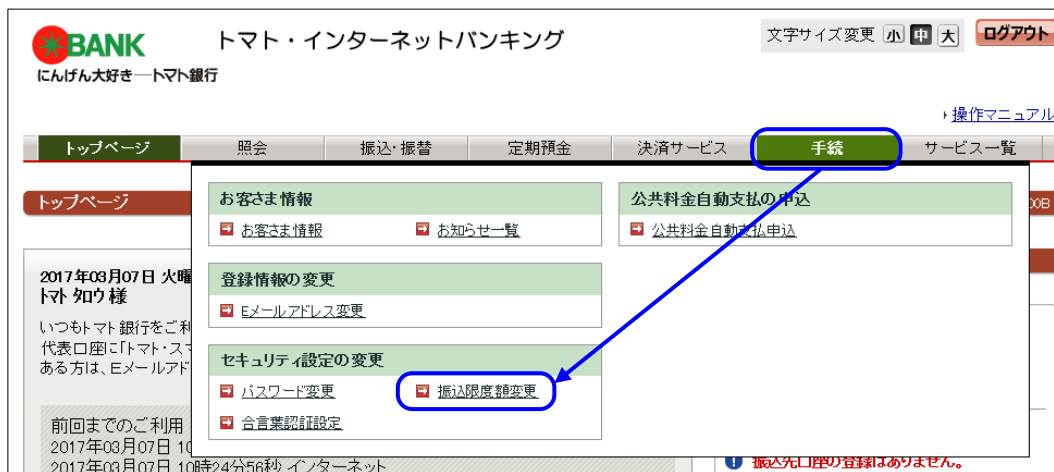 BANK
トマト・インターネットバンキング
文字サイズ変更 小 中 大 ログアウト
にんげん大好き―トマト銀行
操作マニュアル
トップページ 照会 振込・振替 定期預金 決済サービス 手続 サービス一覧
トップページ
お客さま情報
お客さま情報 お知らせ一覧
公共料金自動支払の申込
公共料金自動支払申込
登録情報の変更
Eメールアドレス変更
セキュリティ設定の変更
パスワード変更 振込限度額変更
合言葉認証設定
2017年03月07日 火曜
トマト タロウ 様
いつもトマト銀行をご利
代表口座に「トマト・スマ
ある方は、Eメールアド
前回までのご利用
2017年03月07日 10
2017年03月07日 10時24分56秒 インターネット
振込先口座の登録はありません。